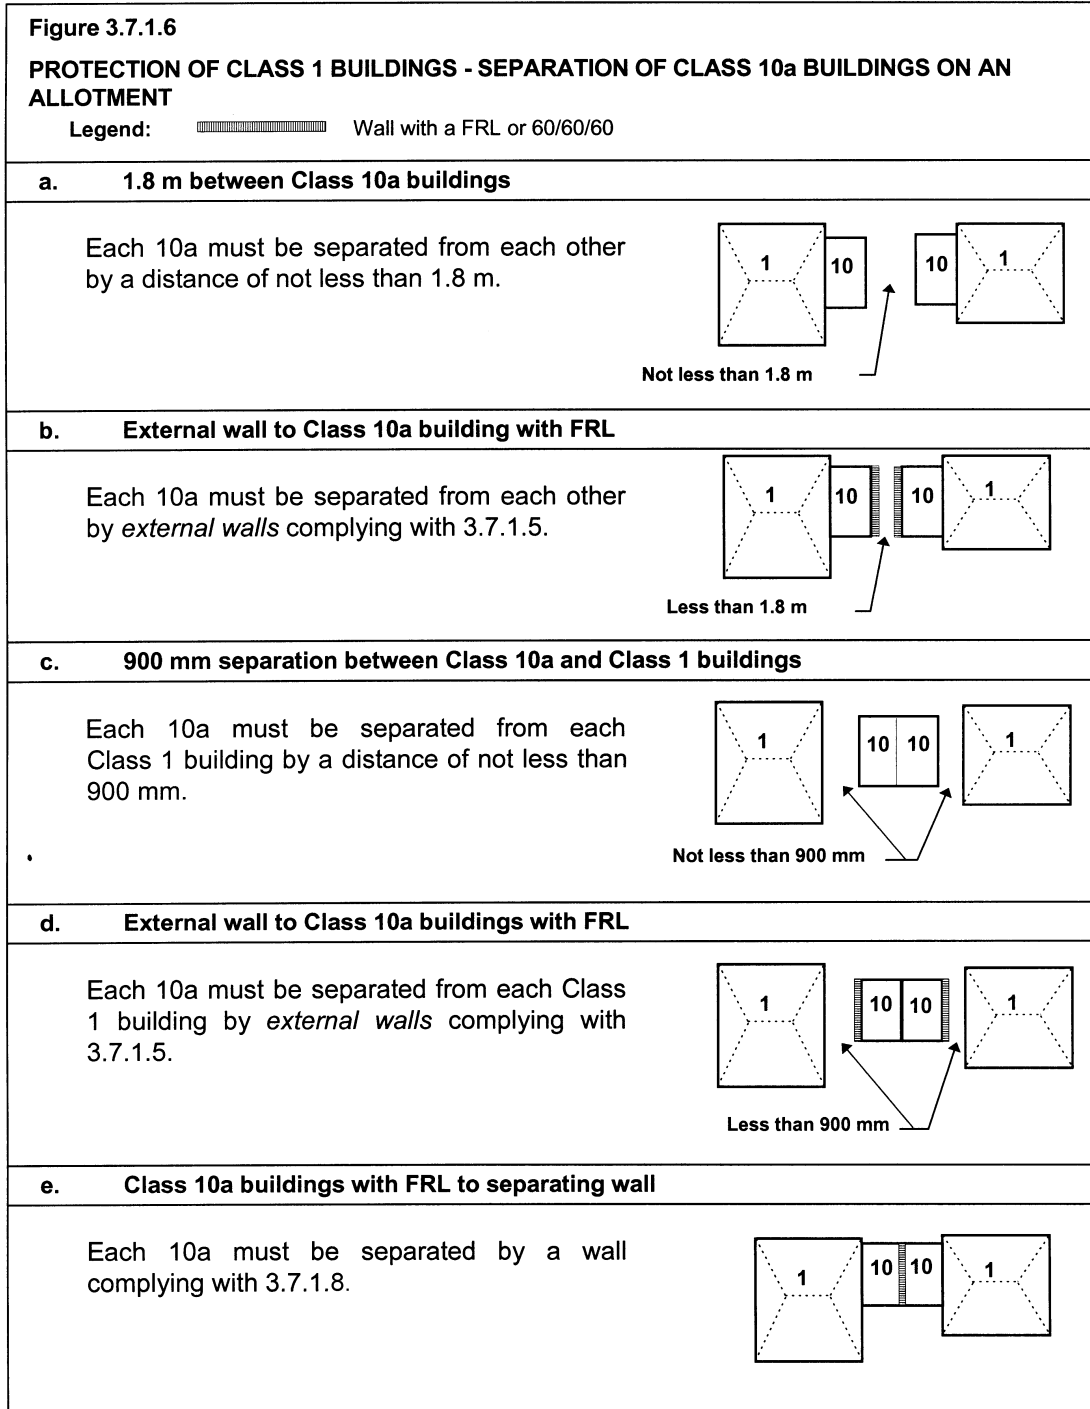 Figure 3.7.1.6
PROTECTION OF CLASS 1 BUILDINGS - SEPARATION OF CLASS 10a BUILDINGS ON AN
ALLOTMENT
Legend: Wall with a FRL or 60/60/60
a. 1.8 m between Class 10a buildings
Each 10a must be separated from each other
by a distance of not less than 1.8 m.
1 10 10 1
Not less than 1.8 m
b. External wall to Class 10a building with FRL
Each 10a must be separated from each other
by external walls complying with 3.7.1.5.
1 10 10 1
Less than 1.8 m
c. 900 mm separation between Class 10a and Class 1 buildings
Each 10a must be separated from each
Class 1 building by a distance of not less than
900 mm.
1 10 10 1
Not less than 900 mm
d. External wall to Class 10a buildings with FRL
Each 10a must be separated from each Class
1 building by external walls complying with
3.7.1.5.
1 10 10 1
Less than 900 mm
e. Class 10a buildings with FRL to separating wall
Each 10a must be separated by a wall
complying with 3.7.1.8.
1 10 10 1